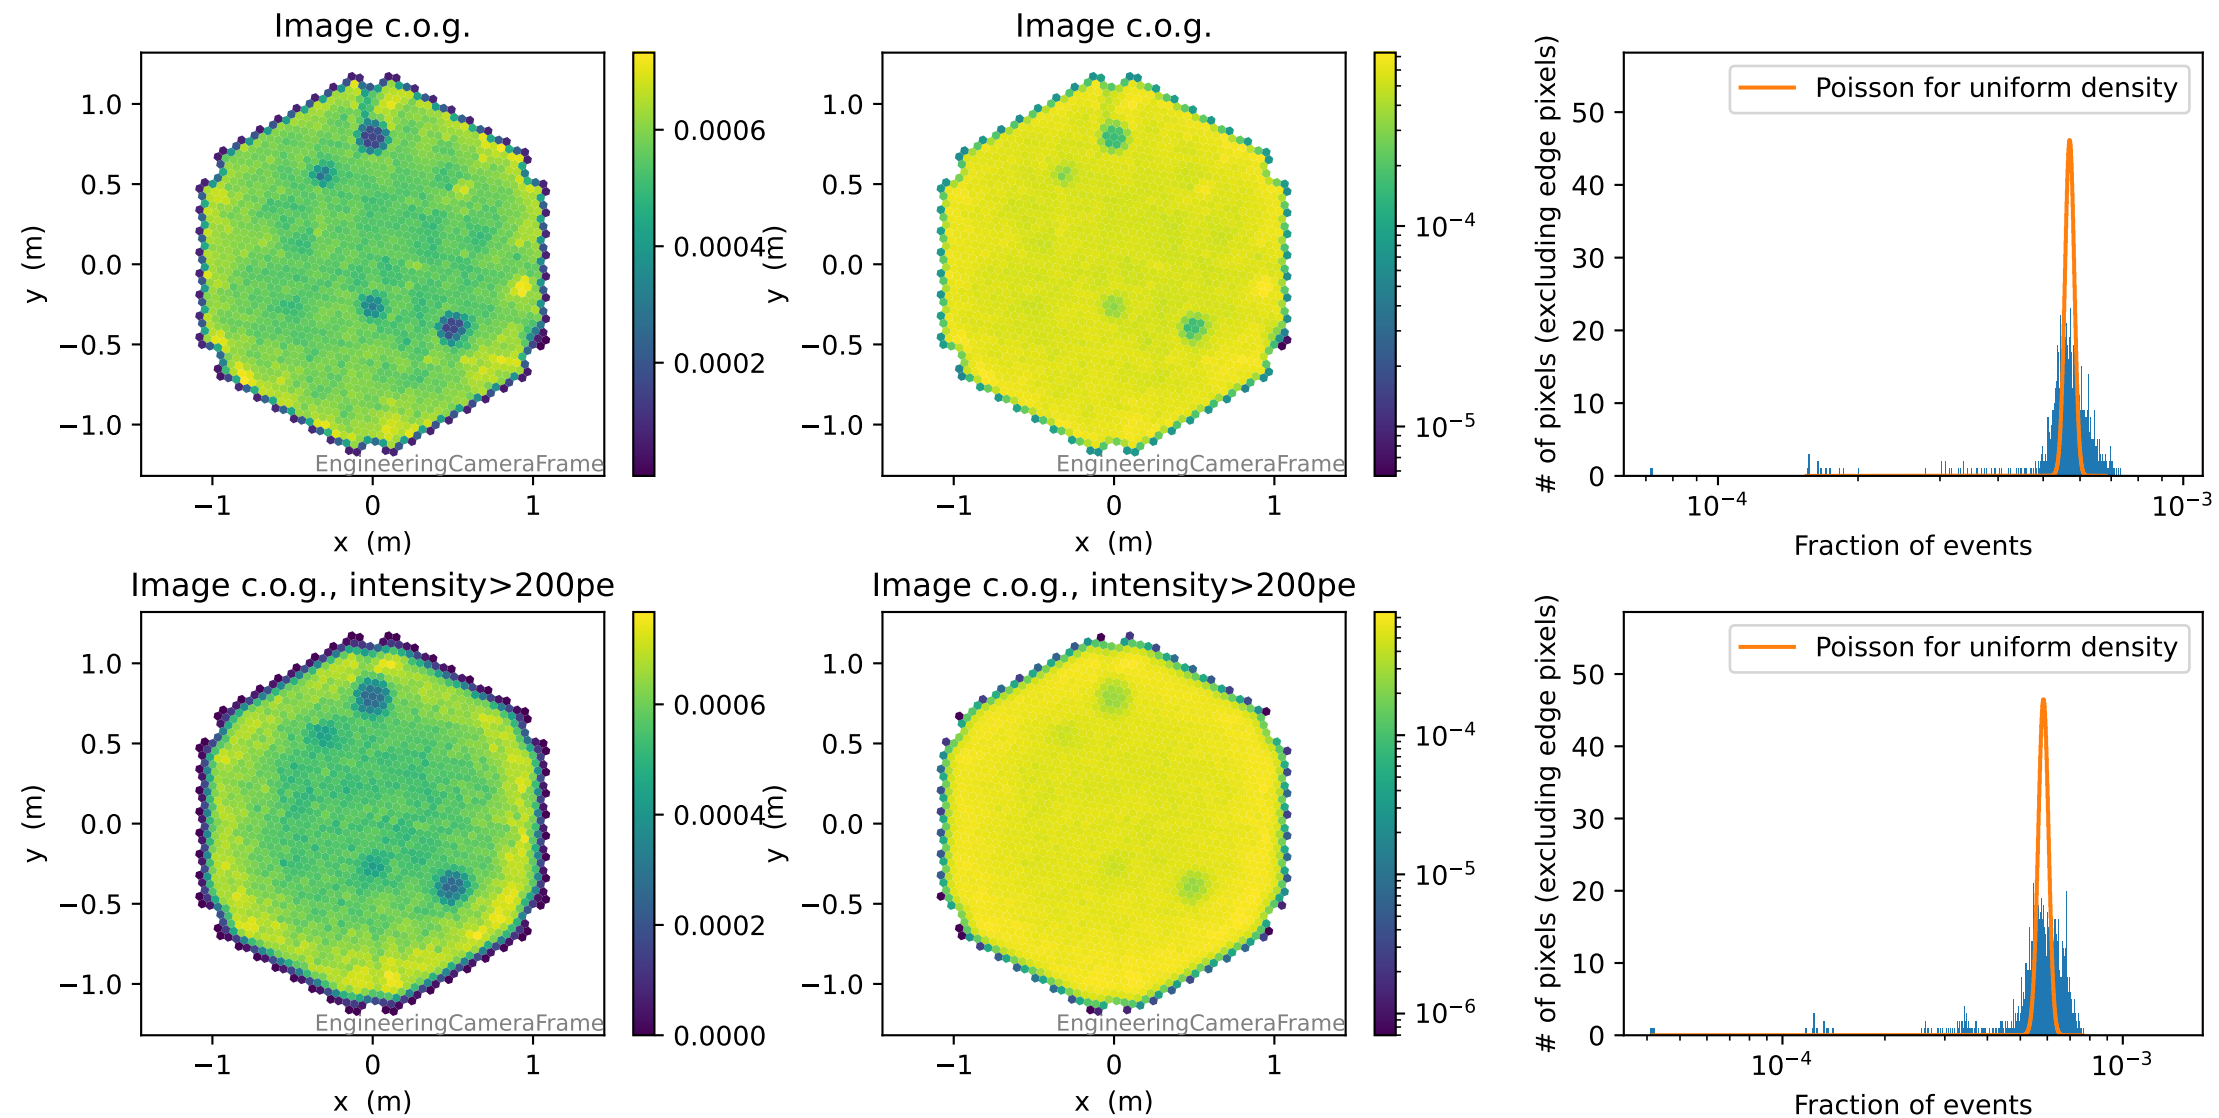 Image c.o.g.
1.0
0.5
0.0
−0.5
−1.0
y (m)
−1
0
1
x (m)
EngineeringCameraFrame
0.0006
0.0004
0.0002
Image c.o.g.
1.0
0.5
0.0
−0.5
−1.0
y (m)
−1
0
1
x (m)
EngineeringCameraFrame
10⁻⁴
10⁻⁵
Poisson for uniform density
# of pixels (excluding edge pixels)
50
40
30
20
10
0
10⁻⁴
10⁻³
Fraction of events
Image c.o.g., intensity>200pe
1.0
0.5
0.0
−0.5
−1.0
y (m)
−1
0
1
x (m)
EngineeringCameraFrame
0.0006
0.0004
0.0002
0.0000
Image c.o.g., intensity>200pe
1.0
0.5
0.0
−0.5
−1.0
y (m)
−1
0
1
x (m)
EngineeringCameraFrame
10⁻⁴
10⁻⁵
10⁻⁶
Poisson for uniform density
# of pixels (excluding edge pixels)
50
40
30
20
10
0
10⁻⁴
10⁻³
Fraction of events